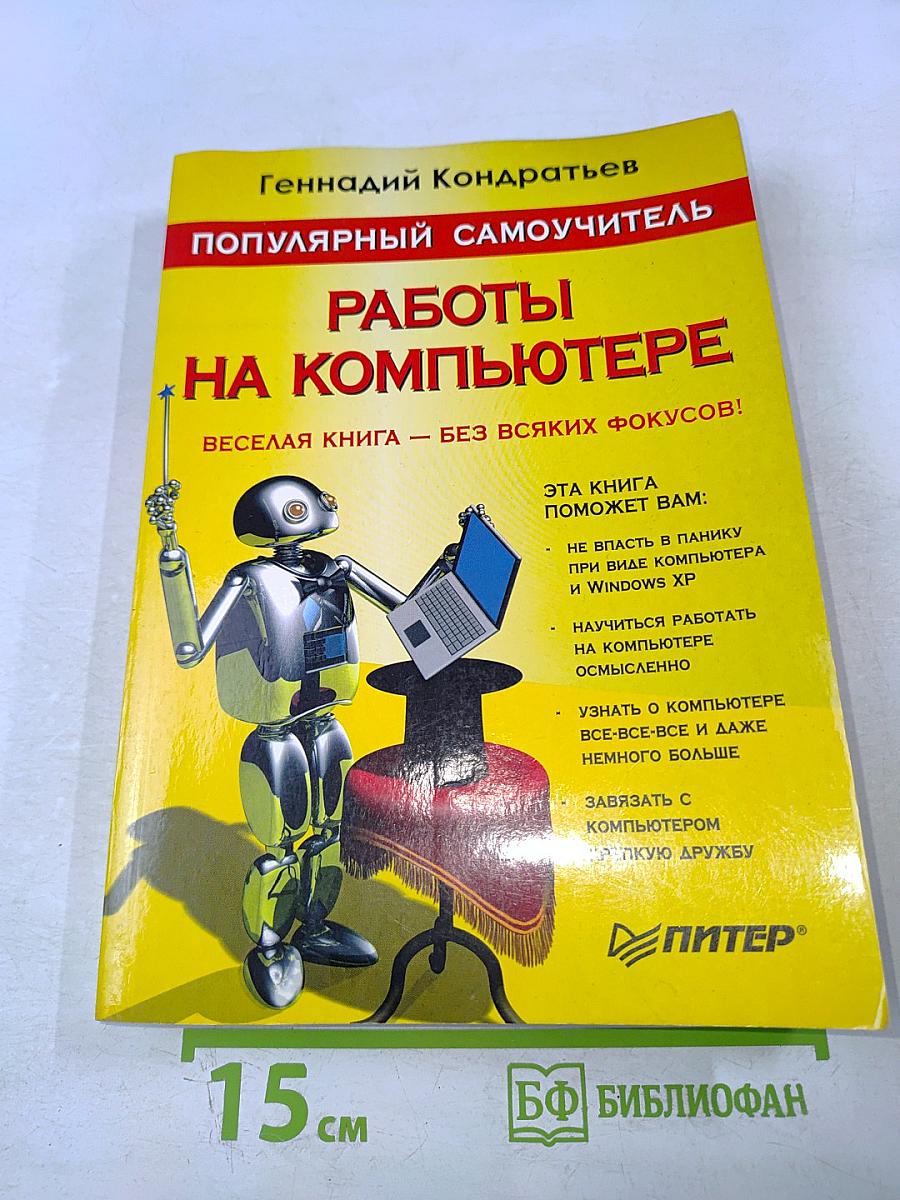 Геннадий Кондратьев
ПОПУЛЯРНЫЙ САМОУЧИТЕЛЬ
РАБОТЫ
НА КОМПЬЮТЕРЕ
ВЕСЕЛАЯ КНИГА — БЕЗ ВСЯКИХ ФОКУСОВ!
ЭТА КНИГА
ПОМОЖЕТ ВАМ:
- НЕ ВПАСТЬ В ПАНИКУ
ПРИ ВИДЕ КОМПЬЮТЕРА
И WINDOWS XP
- НАУЧИТЬСЯ РАБОТАТЬ
НА КОМПЬЮТЕРЕ
ОСМЫСЛЕННО
- УЗНАТЬ О КОМПЬЮТЕРЕ
ВСЕ-ВСЕ-ВСЕ И ДАЖЕ
НЕМНОГО БОЛЬШЕ
- ЗАВЯЗАТЬ С
КОМПЬЮТЕРОМ
КРЕПКУЮ ДРУЖБУ
ПИТЕР®
15 см
БФ БИБЛИОФАН